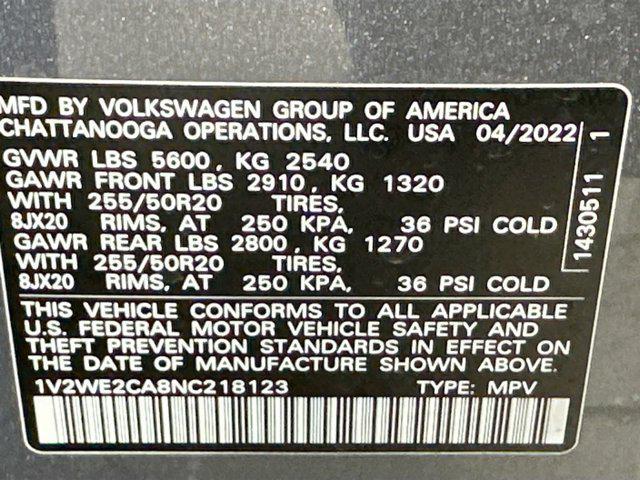 MFD BY VOLKSWAGEN GROUP OF AMERICA
CHATTANOOGA OPERATIONS, LLC. USA 04/2022
GVWR LBS 5600, KG 2540
GAWR FRONT LBS 2910, KG 1320
WITH 255/50R20 TIRES,
8JX20 RIMS, AT 250 KPA, 36 PSI COLD
GAWR REAR LBS 2800, KG 1270
WITH 255/50R20 TIRES,
8JX20 RIMS, AT 250 KPA, 36 PSI COLD
THIS VEHICLE CONFORMS TO ALL APPLICABLE
U.S. FEDERAL MOTOR VEHICLE SAFETY AND
THEFT PREVENTION STANDARDS IN EFFECT ON
THE DATE OF MANUFACTURE SHOWN ABOVE.
1V2WE2CA8NC218123 TYPE: MPV
1430511 1